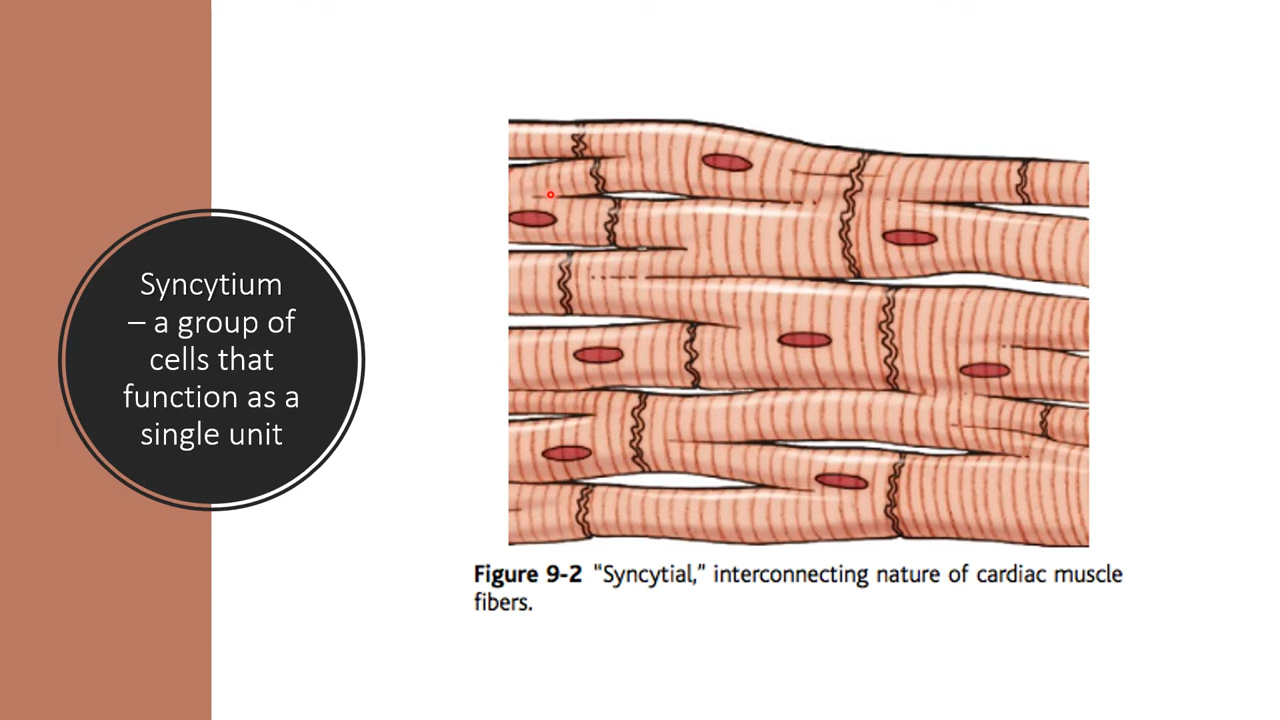 Syncytium
– a group of
cells that
function as a
single unit
Figure 9-2 “Syncytial,” interconnecting nature of cardiac muscle
fibers.